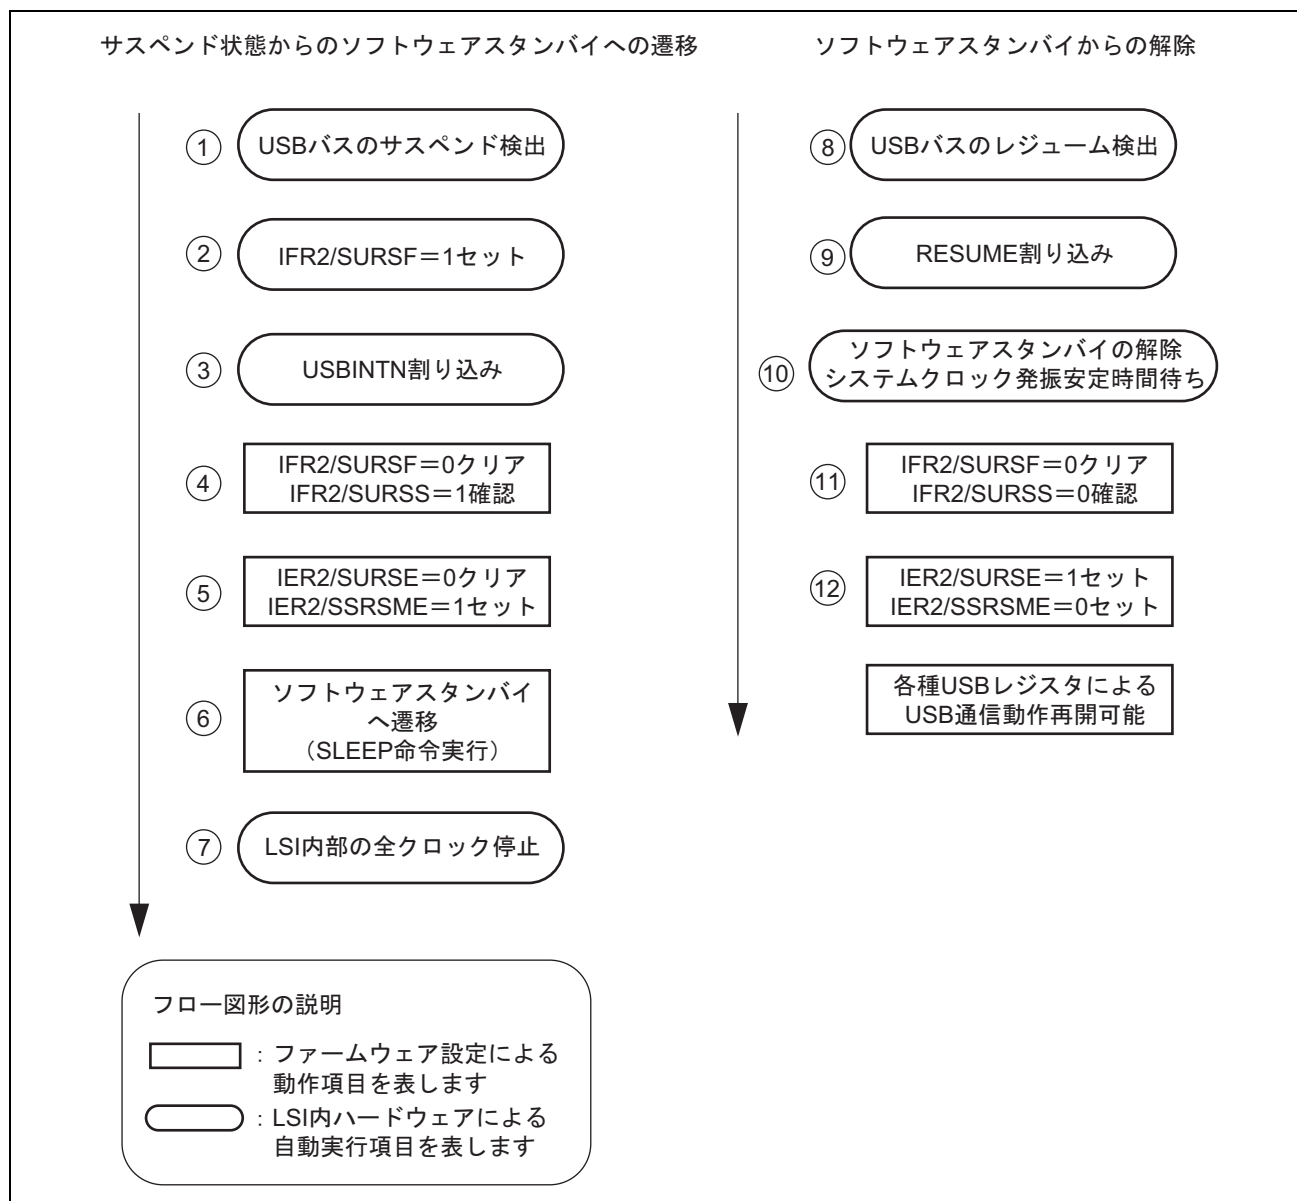 サスペンド状態からのソフトウェアスタンバイへの遷移
① USBバスのサスペンド検出
② IFR2/SURSF＝1セット
③ USBINTN割り込み
④ IFR2/SURSF＝0クリア
IFR2/SURSS＝1確認
⑤ IER2/SURSE＝0クリア
IER2/SSRSME＝1セット
⑥ ソフトウェアスタンバイ
へ遷移
（SLEEP命令実行）
⑦ LSI内部の全クロック停止
ソフトウェアスタンバイからの解除
⑧ USBバスのレジューム検出
⑨ RESUME割り込み
⑩ ソフトウェアスタンバイの解除
システムクロック発振安定時間待ち
⑪ IFR2/SURSF＝0クリア
IFR2/SURSS＝0確認
⑫ IER2/SURSE＝1セット
IER2/SSRSME＝0セット
各種USBレジスタによる
USB通信動作再開可能
フロー図形の説明
：ファームウェア設定による
動作項目を表します
：LSI内ハードウェアによる
自動実行項目を表します